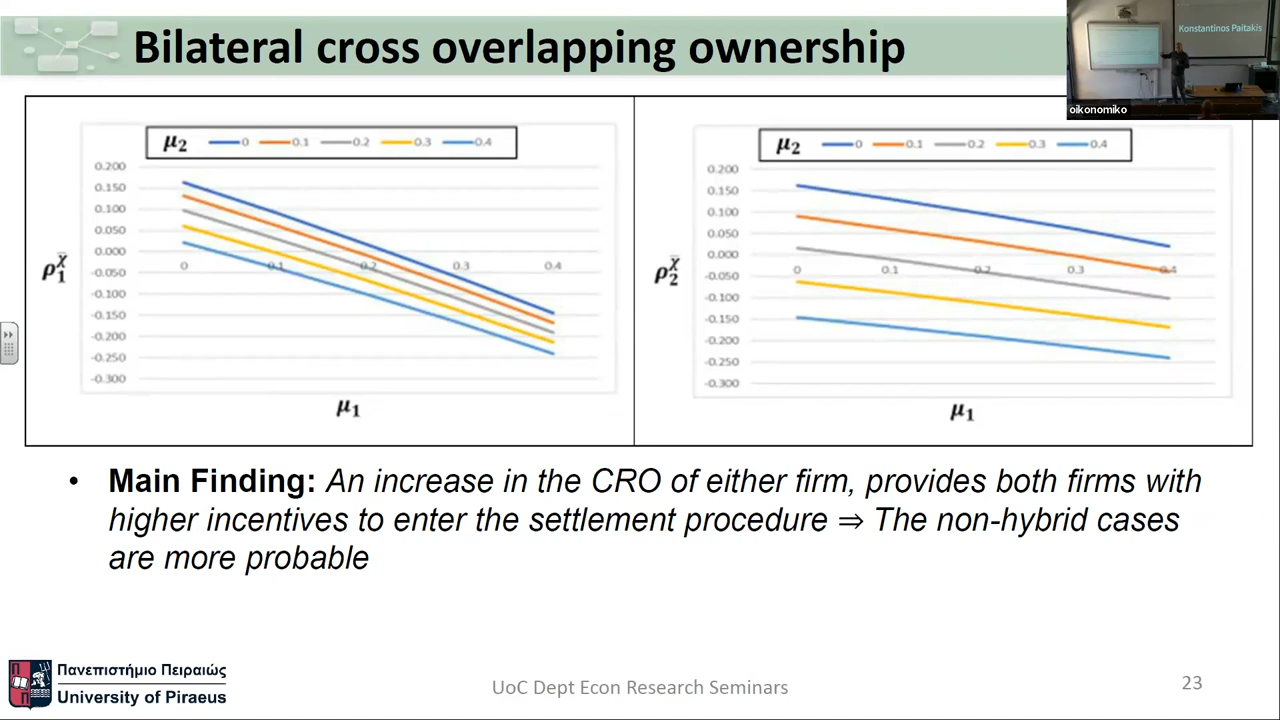 Bilateral cross overlapping ownership
Konstantinos Paitakis
oikonomiko
μ₂ 0 0.1 0.2 0.3 0.4
0.200
0.150
0.100
0.050
0.000
-0.050
-0.100
-0.150
-0.200
-0.250
-0.300
0 0.1 0.2 0.3 0.4
ρ₁^χ̅
μ₁
μ₂ 0 0.1 0.2 0.3 0.4
0.200
0.150
0.100
0.050
0.000
-0.050
-0.100
-0.150
-0.200
-0.250
-0.300
0 0.1 0.2 0.3 0.4
ρ₂^χ̅
μ₁
• Main Finding: An increase in the CRO of either firm, provides both firms with
higher incentives to enter the settlement procedure ⇒ The non-hybrid cases
are more probable
Πανεπιστήμιο Πειραιώς
University of Piraeus
UoC Dept Econ Research Seminars
23